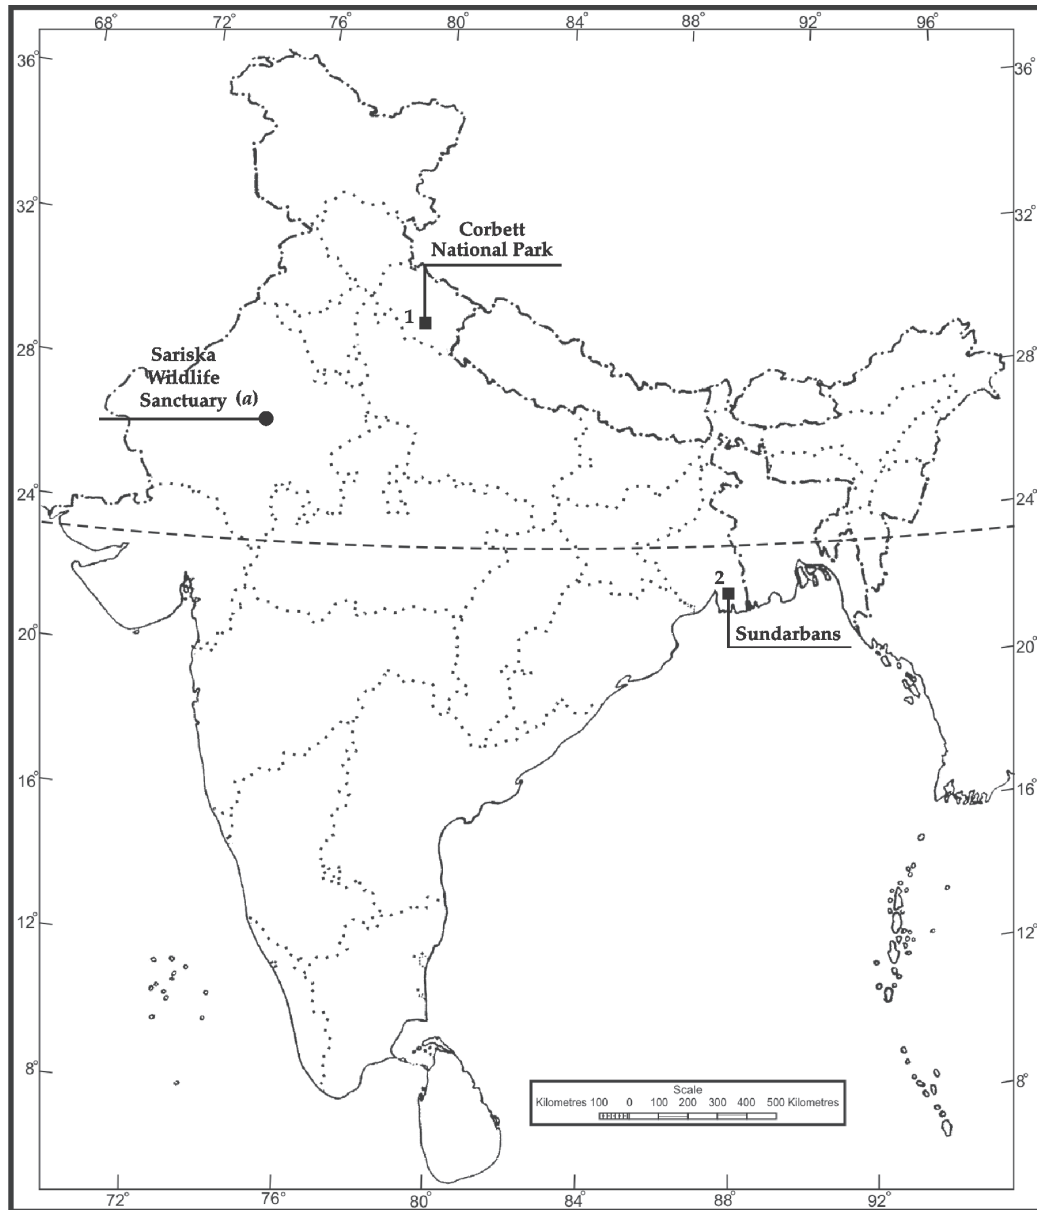 68° 72° 76° 80° 84° 88° 92° 96°
36° 36°
32° 32°
Corbett
National Park
1
28° 28°
Sariska
Wildlife
Sanctuary (a)
24° 24°
2
20° 20°
Sundarbans
16° 16°
12° 12°
8° 8°
Scale
Kilometres 100 0 100 200 300 400 500 Kilometres
72° 76° 80° 84° 88° 92°